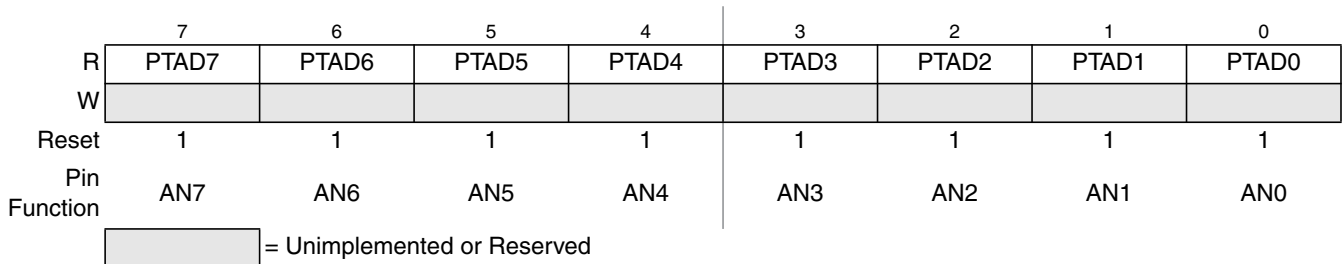 7 6 5 4 3 2 1 0
R PTAD7 PTAD6 PTAD5 PTAD4 PTAD3 PTAD2 PTAD1 PTAD0
W
Reset 1 1 1 1 1 1 1 1
Pin
Function AN7 AN6 AN5 AN4 AN3 AN2 AN1 AN0
= Unimplemented or Reserved